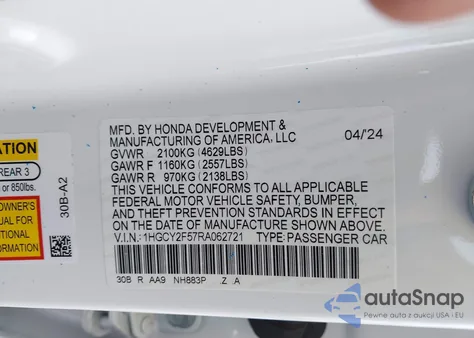 MFD. BY HONDA DEVELOPMENT &
MANUFACTURING OF AMERICA, LLC 04/24
GVWR 2100KG (4629LBS)
GAWR F 1160KG (2557LBS)
GAWR R 970KG (2138LBS)
THIS VEHICLE CONFORMS TO ALL APPLICABLE
FEDERAL MOTOR VEHICLE SAFETY, BUMPER,
AND THEFT PREVENTION STANDARDS IN EFFECT
ON THE DATE OF MANUFACTURE SHOWN ABOVE.
V.I.N.: 1HGCY2F57RA062721 TYPE: PASSENGER CAR
30B R AA9 NH883P .Z .A
30B-A2
REAR 3
or 850lbs.
OWNER'S
NUAL FOR
TIONAL
ORMATION
autoSnap
Pewne auta z aukcji USA - EU